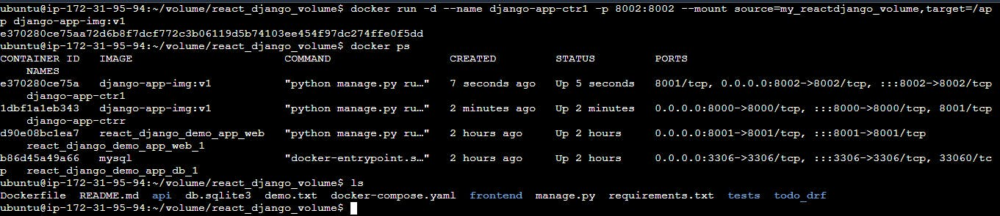 ubuntu@ip-172-31-95-94:~/volume/react_django_volume$ docker run -d --name django-app-ctr1 -p 8002:8002 --mount source=my_reactdjango_volume,target=/ap
p django-app-img:v1
e370280ce75aa72d6b8f7dcf772c3b06119d5b74103ee454f97dc274ffe0f5dd
ubuntu@ip-172-31-95-94:~/volume/react_django_volume$ docker ps
CONTAINER ID   IMAGE                       COMMAND                  CREATED         STATUS         PORTS
    NAMES
e370280ce75a   django-app-img:v1           "python manage.py ru…"   7 seconds ago   Up 5 seconds   8001/tcp, 0.0.0.0:8002->8002/tcp, :::8002->8002/tcp
    django-app-ctr1
1dbf1a1eb343   django-app-img:v1           "python manage.py ru…"   2 minutes ago   Up 2 minutes   0.0.0.0:8000->8000/tcp, :::8000->8000/tcp, 8001/tcp
    django-app-ctrr
d90e08bc1ea7   react_django_demo_app_web   "python manage.py ru…"   2 hours ago     Up 2 hours     0.0.0.0:8001->8001/tcp, :::8001->8001/tcp
    react_django_demo_app_web_1
b86d45a49a66   mysql                       "docker-entrypoint.s…"   2 hours ago     Up 2 hours     0.0.0.0:3306->3306/tcp, :::3306->3306/tcp, 33060/tc
p   react_django_demo_app_db_1
ubuntu@ip-172-31-95-94:~/volume/react_django_volume$ ls
Dockerfile  README.md  api  db.sqlite3  demo.txt  docker-compose.yaml  frontend  manage.py  requirements.txt  tests  todo_drf
ubuntu@ip-172-31-95-94:~/volume/react_django_volume$